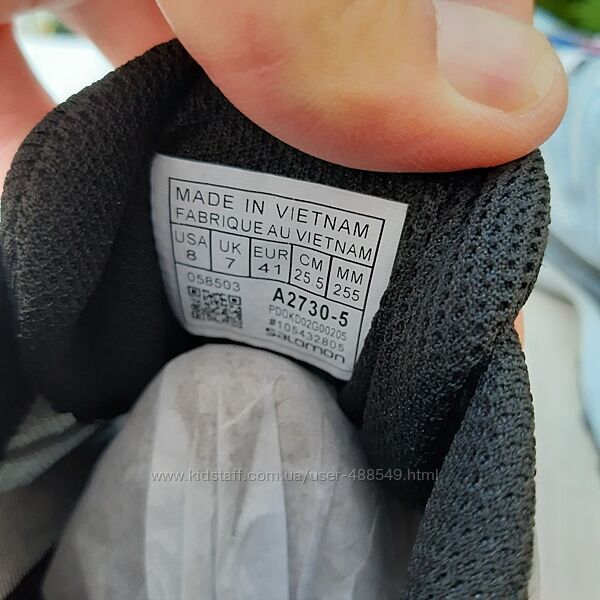 MADE IN VIETNAM
FABRIQUE AU VIETNAM
USA UK EUR CM MM
8 7 41 25.5 255
058503 A2730-5
PDOKD02G00205
#105432805
salomon
www.kidstaff.com.ua/user-488549.html